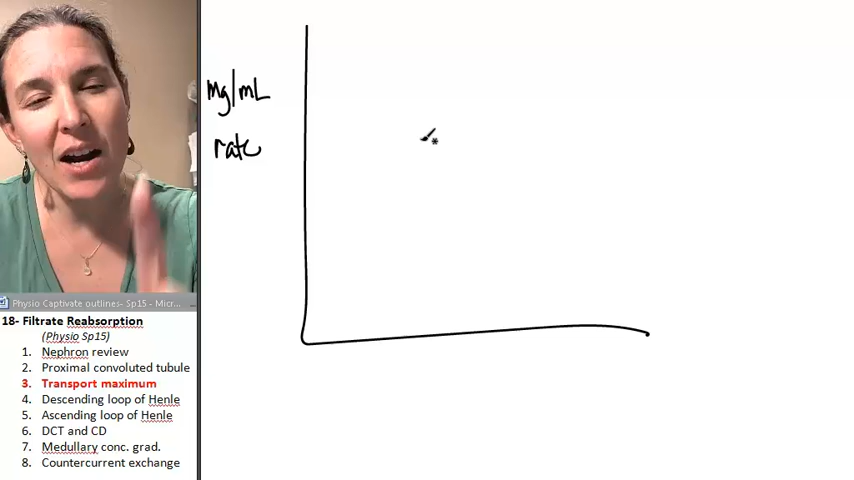 mg/mL
rate
Physio Captivate outlines- Sp15 - Micr...
18- Filtrate Reabsorption
(Physio Sp15)
1. Nephron review
2. Proximal convoluted tubule
3. Transport maximum
4. Descending loop of Henle
5. Ascending loop of Henle
6. DCT and CD
7. Medullary conc. grad.
8. Countercurrent exchange